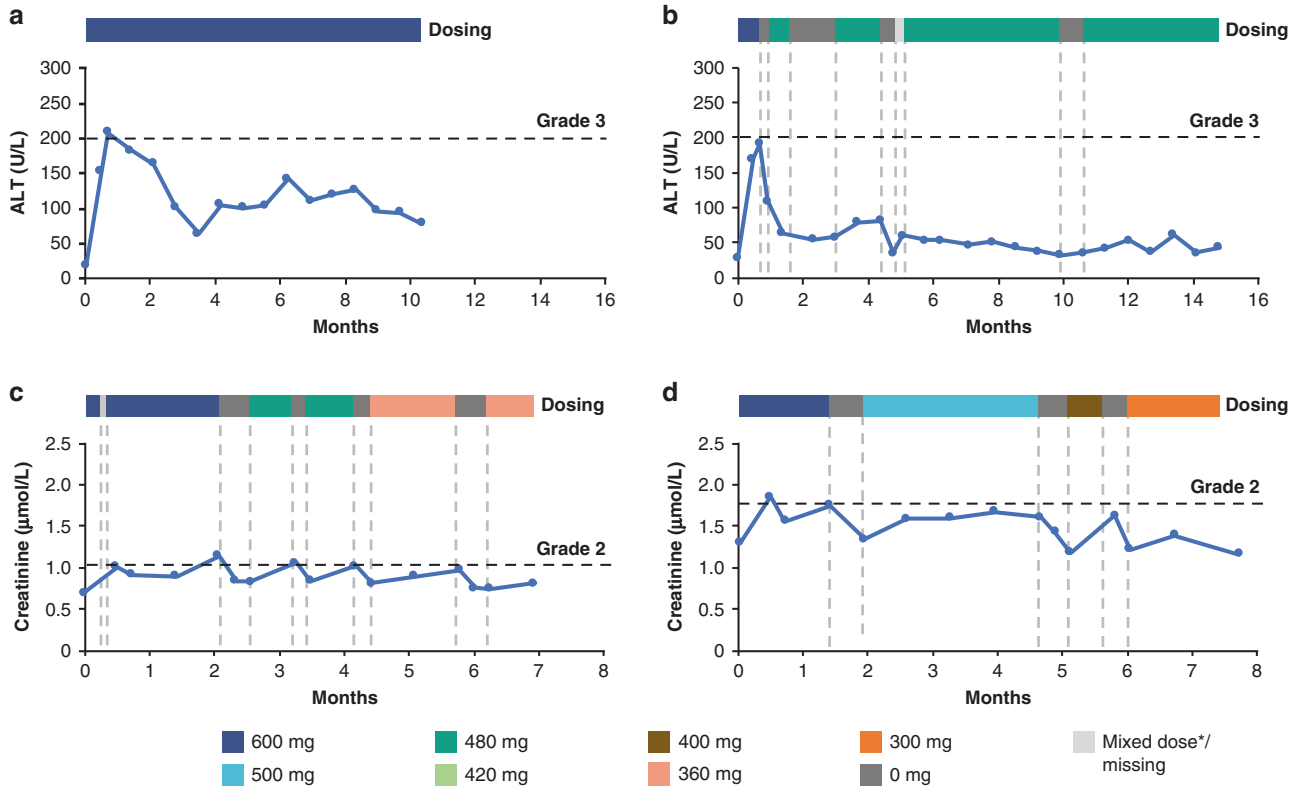 a
Dosing
300
250
200
150
100
50
0
ALT (U/L)
Grade 3
0 2 4 6 8 10 12 14 16
Months
b
Dosing
300
250
200
150
100
50
0
ALT (U/L)
Grade 3
0 2 4 6 8 10 12 14 16
Months
c
Dosing
2.5
2.0
1.5
1.0
0.5
0
Creatinine (μmol/L)
Grade 2
0 1 2 3 4 5 6 7 8
Months
d
Dosing
2.5
2.0
1.5
1.0
0.5
0
Creatinine (μmol/L)
Grade 2
0 1 2 3 4 5 6 7 8
Months
600 mg
500 mg
480 mg
420 mg
400 mg
360 mg
300 mg
0 mg
Mixed dose*/
missing